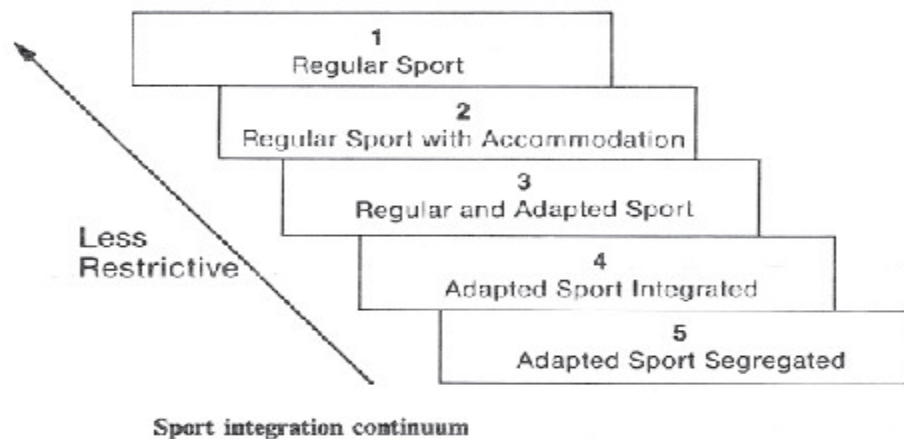 1
Regular Sport
2
Regular Sport with Accommodation
3
Regular and Adapted Sport
Less
Restrictive
4
Adapted Sport Integrated
5
Adapted Sport Segregated
Sport integration continuum